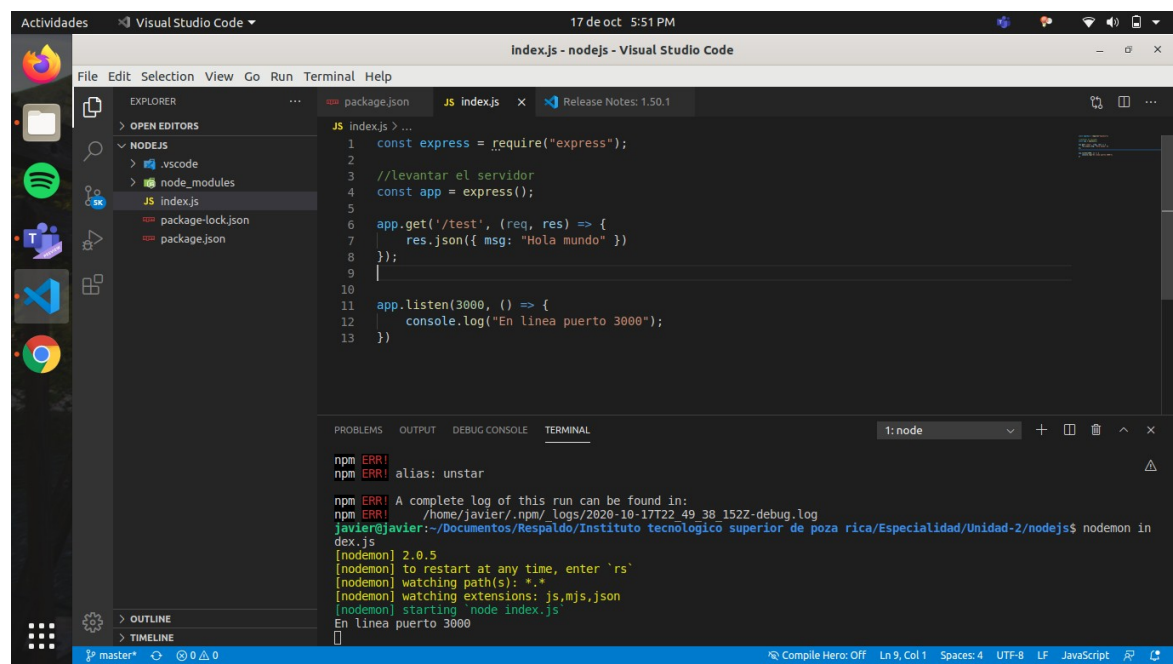 Actividades Visual Studio Code 17 de oct 5:51 PM
index.js - nodejs - Visual Studio Code
File Edit Selection View Go Run Terminal Help
EXPLORER ...
OPEN EDITORS
NODEJS
.vscode
node_modules
JS index.js
package-lock.json
package.json
OUTLINE
TIMELINE
package.json JS index.js × Release Notes: 1.50.1 ...
JS index.js > ...
1 const express = require("express");
2
3 //levantar el servidor
4 const app = express();
5
6 app.get('/test', (req, res) => {
7 res.json({ msg: "Hola mundo" })
8 });
9
10
11 app.listen(3000, () => {
12 console.log("En linea puerto 3000");
13 })
PROBLEMS OUTPUT DEBUG CONSOLE TERMINAL 1: node
npm ERR!
npm ERR! alias: unstar
npm ERR! A complete log of this run can be found in:
npm ERR! /home/javier/.npm/_logs/2020-10-17T22_49_38_152Z-debug.log
javier@javier:~/Documentos/Respaldo/Instituto tecnologico superior de poza rica/Especialidad/Unidad-2/nodejs$ nodemon in
dex.js
[nodemon] 2.0.5
[nodemon] to restart at any time, enter `rs`
[nodemon] watching path(s): *.*
[nodemon] watching extensions: js,mjs,json
[nodemon] starting `node index.js`
En linea puerto 3000
master* 0 0 Compile Hero: Off Ln 9, Col 1 Spaces: 4 UTF-8 LF JavaScript
SK
T